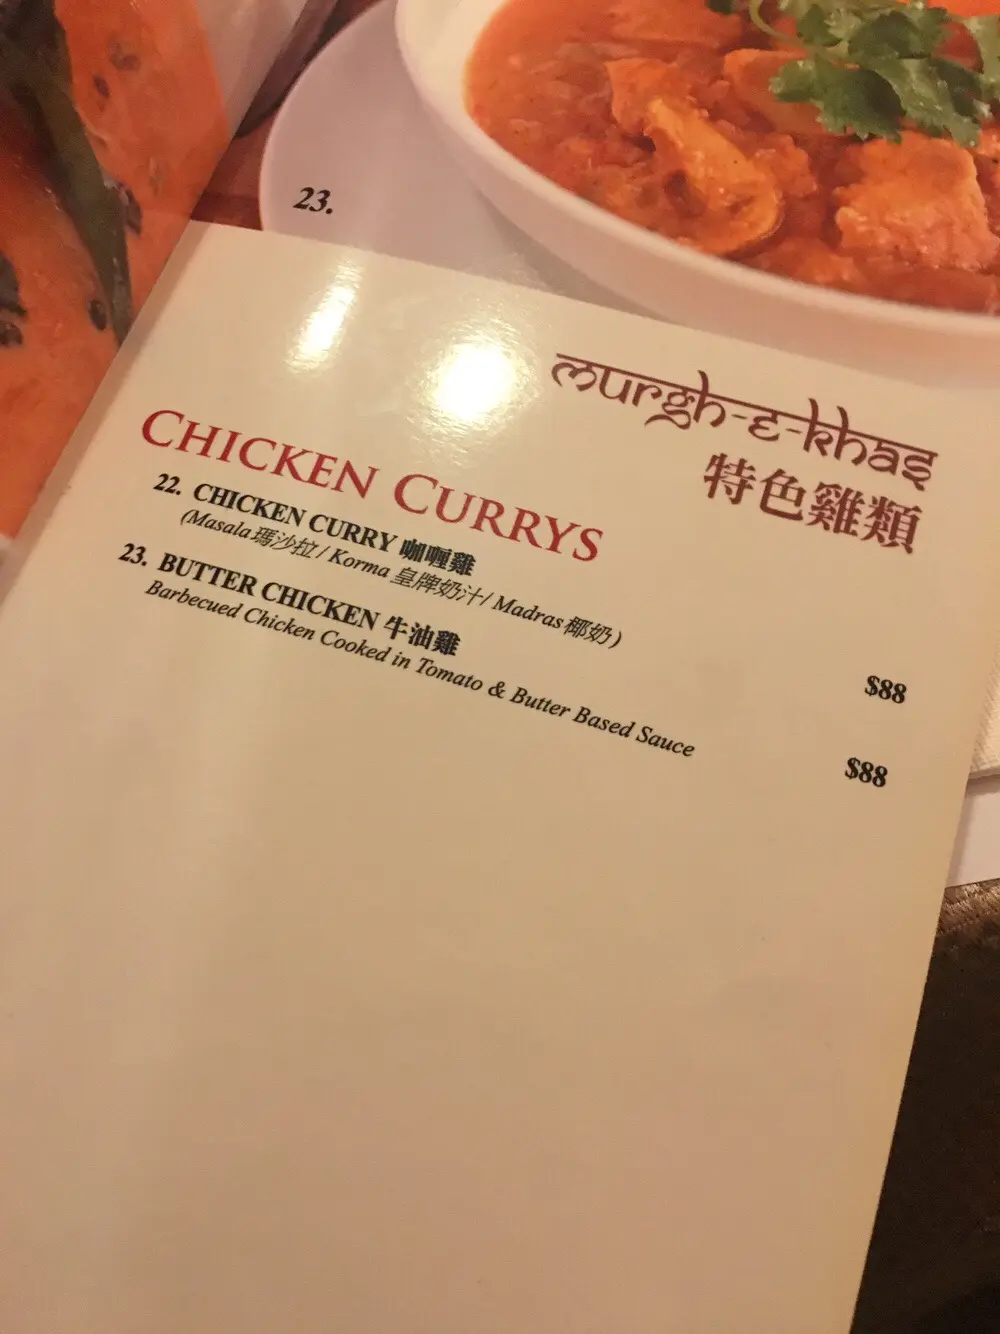 23.
murgh-e-khas
特色雞類
CHICKEN CURRYS
22. CHICKEN CURRY 咖喱雞
(Masala 瑪沙拉 / Korma 皇牌奶汁 / Madras 椰奶)
$88
23. BUTTER CHICKEN 牛油雞
Barbecued Chicken Cooked in Tomato & Butter Based Sauce
$88